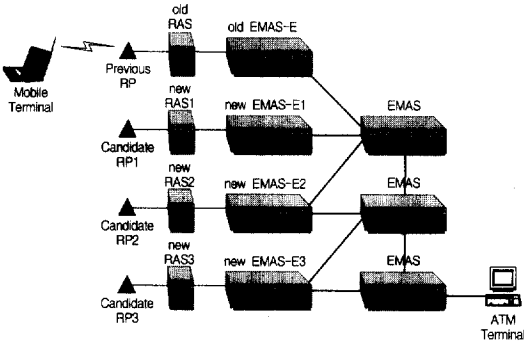 old
RAS
old EMAS-E
Previous
RP
Mobile
Terminal
new
RAS1
new EMAS-E1
EMAS
Candidate
RP1
new
RAS2
new EMAS-E2
EMAS
Candidate
RP2
new
RAS3
new EMAS-E3
EMAS
Candidate
RP3
ATM
Terminal